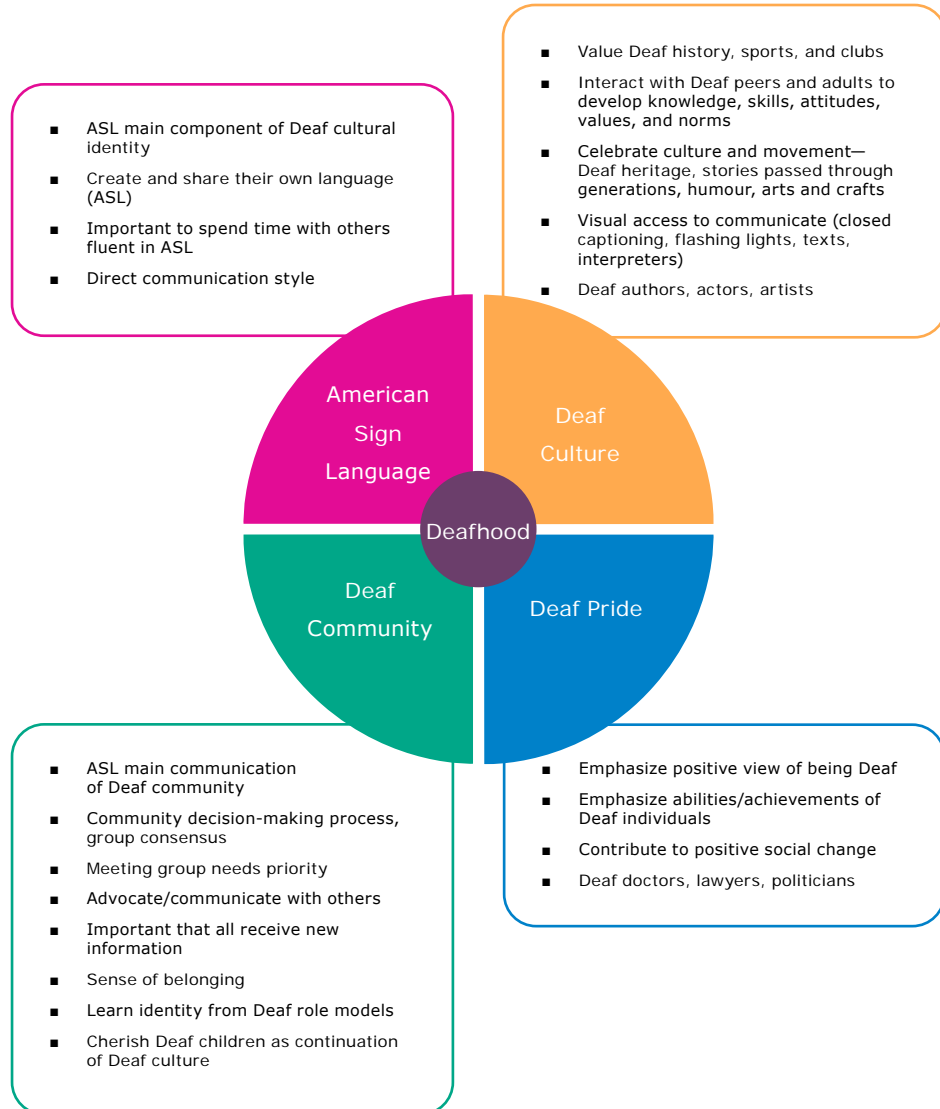 ■ ASL main component of Deaf cultural
identity
■ Create and share their own language
(ASL)
■ Important to spend time with others
fluent in ASL
■ Direct communication style
■ Value Deaf history, sports, and clubs
■ Interact with Deaf peers and adults to
develop knowledge, skills, attitudes,
values, and norms
■ Celebrate culture and movement—
Deaf heritage, stories passed through
generations, humour, arts and crafts
■ Visual access to communicate (closed
captioning, flashing lights, texts,
interpreters)
■ Deaf authors, actors, artists
American
Sign
Language
Deaf
Culture
Deafhood
Deaf
Community
Deaf Pride
■ ASL main communication
of Deaf community
■ Community decision-making process,
group consensus
■ Meeting group needs priority
■ Advocate/communicate with others
■ Important that all receive new
information
■ Sense of belonging
■ Learn identity from Deaf role models
■ Cherish Deaf children as continuation
of Deaf culture
■ Emphasize positive view of being Deaf
■ Emphasize abilities/achievements of
Deaf individuals
■ Contribute to positive social change
■ Deaf doctors, lawyers, politicians